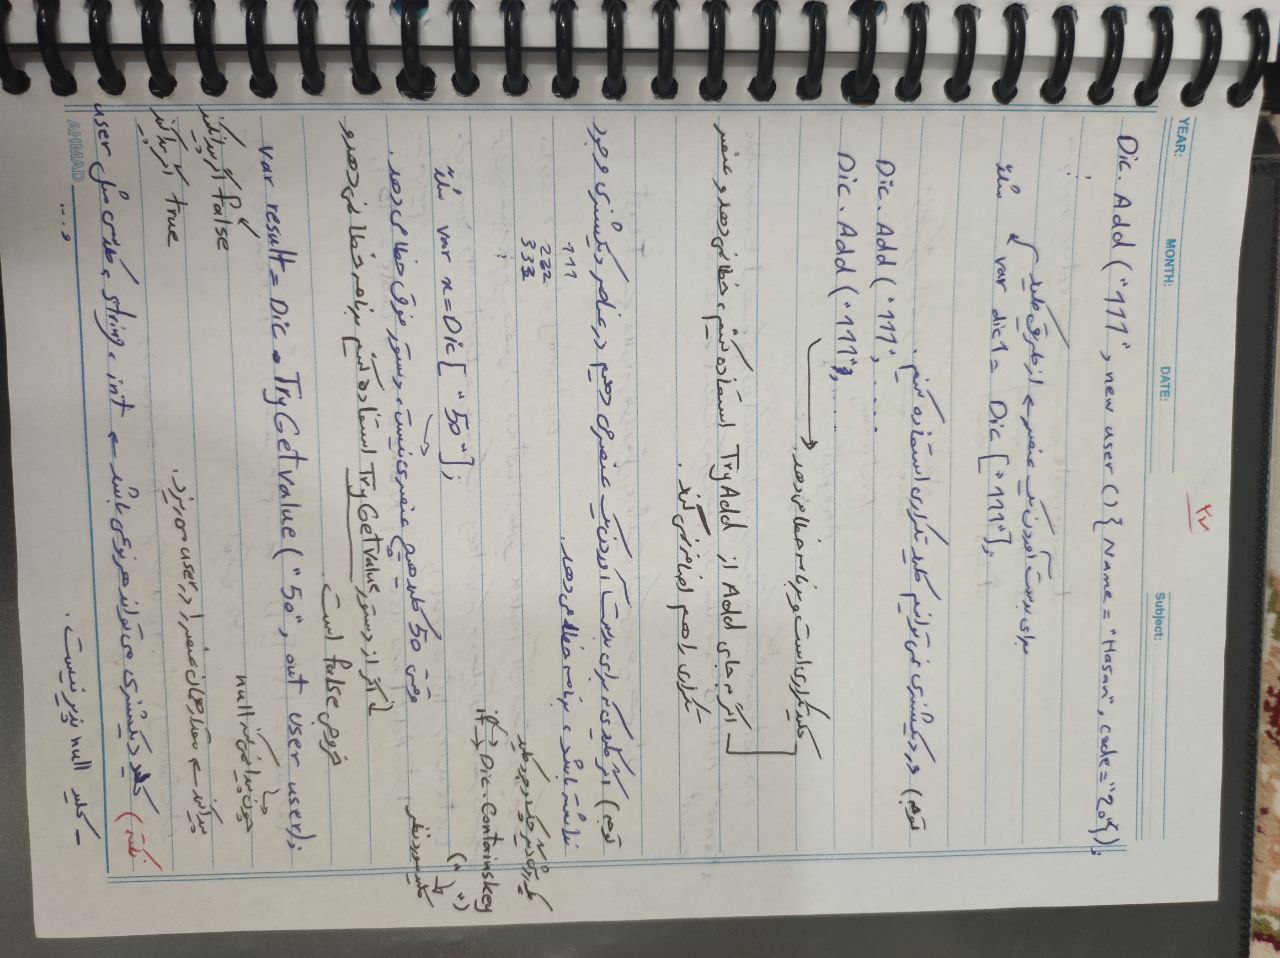 ۲۷
YEAR: MONTH: DATE: Subject:
Dic. Add ("111", new user () { Name = "Hasan", code = "20"});
⋮
برای بدست آوردن یک عنصر از طریق کلید
مثلاً var dic1 = Dic ["111"];
توجه) در دیکشنری نمی توانیم کلید تکراری استفاده کنیم.
Dic. Add ("111", ....
Dic. Add ("111", ....
کلید تکراری است و برنامه خطا می دهد.
اگر به جای Add از TryAdd استفاده کنیم، خطا نمی دهد و عنصر
تکراری را هم اضافه نمی کند.
توجه) اگر کلیدی که برای بدست آوردن یک عنصر می دهیم در عناصر دیکشنری وجود
نداشته باشد، برنامه خطا می دهد.
111
222
333
⋮
یک روش دیگر چک وجود کلید
if → Dic. ContainsKey
(" ")
کلید مورد نظر
مثلاً var x = Dic ["50"];
وقتی 50 کلید هیچ عنصری نیست، دستور فوق خطا می دهد.
اگر از دستور TryGetValue استفاده کنیم برنامه خطا نمی دهد و
خروجی false است.
var result = Dic . TryGetValue ("50", out user user);
چون پیدا نمی کند null
false اگر پیدا نکند
پیدا کند → مقدار همان عنصر را در user می ریزد.
true اگر پیدا کند
نکته) کلید دیکشنری می تواند هر نوعی باشد → int ، string ، کلاسی مثل user
و ...
- کلید null پذیر نیست.
AHMAD